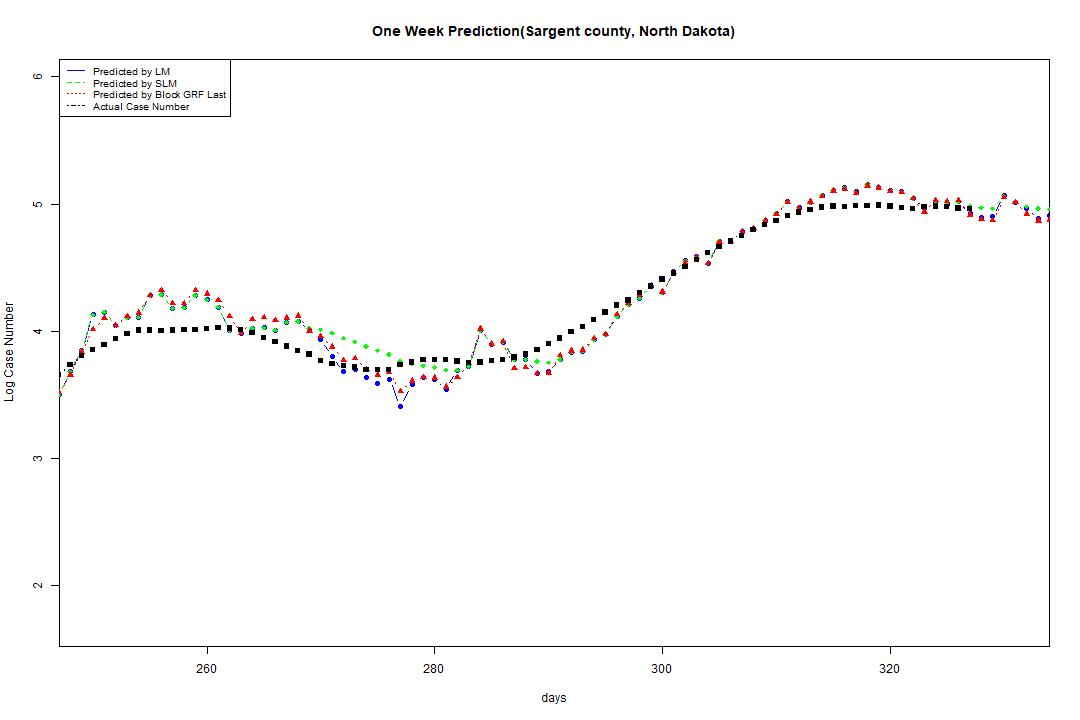 One Week Prediction(Sargent county, North Dakota)
Predicted by LM
Predicted by SLM
Predicted by Block GRF Last
Actual Case Number
6
5
4
3
2
Log Case Number
260 280 300 320
days